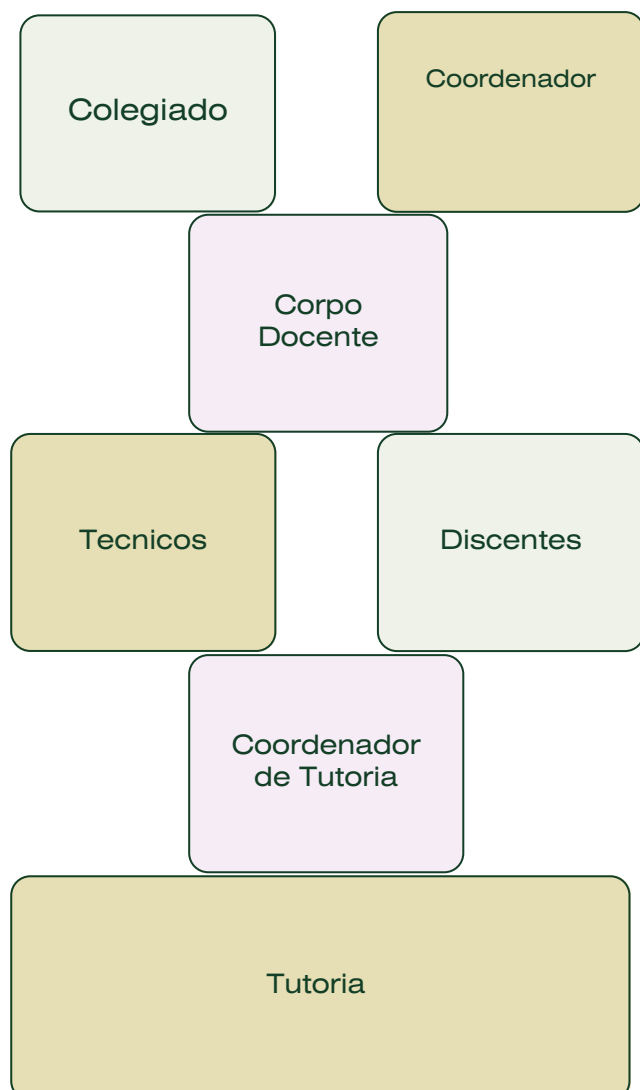 Colegiado
Coordenador
Corpo
Docente
Tecnicos
Discentes
Coordenador
de Tutoria
Tutoria